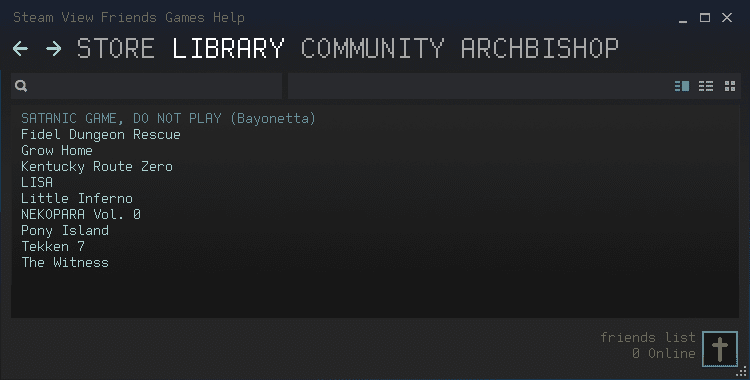 Steam View Friends Games Help
STORE LIBRARY COMMUNITY ARCHBISHOP
SATANIC GAME, DO NOT PLAY (Bayonetta)
Fidel Dungeon Rescue
Grow Home
Kentucky Route Zero
LISA
Little Inferno
NEKOPARA Vol. 0
Pony Island
Tekken 7
The Witness
friends list
0 Online